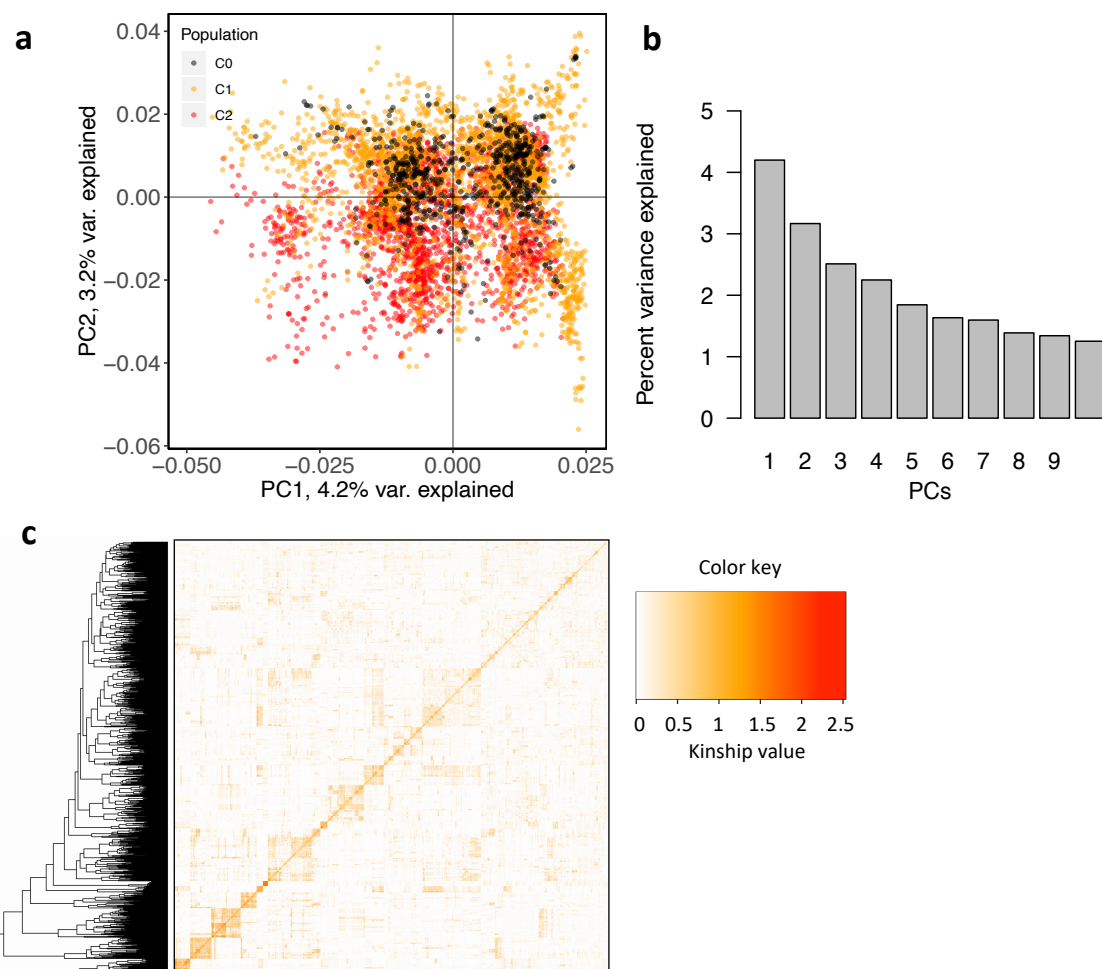 a
Population
C0
C1
C2
0.04
0.02
0.00
−0.02
−0.04
−0.06
PC2, 3.2% var. explained
−0.050
−0.025
0.000
0.025
PC1, 4.2% var. explained
b
5
4
3
2
1
0
Percent variance explained
1 2 3 4 5 6 7 8 9
PCs
c
Color key
0 0.5 1 1.5 2 2.5
Kinship value